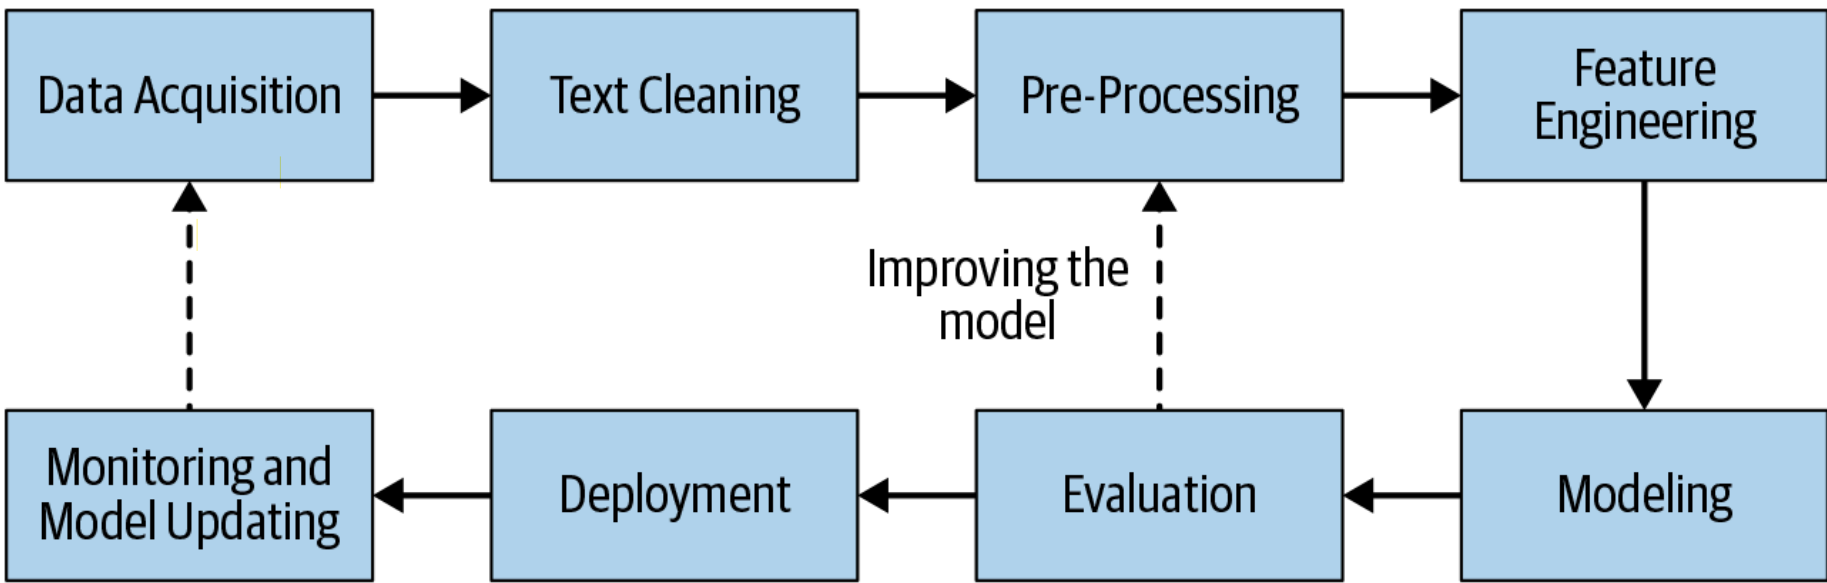 Data Acquisition
Text Cleaning
Pre-Processing
Feature
Engineering
Improving the
model
Monitoring and
Model Updating
Deployment
Evaluation
Modeling